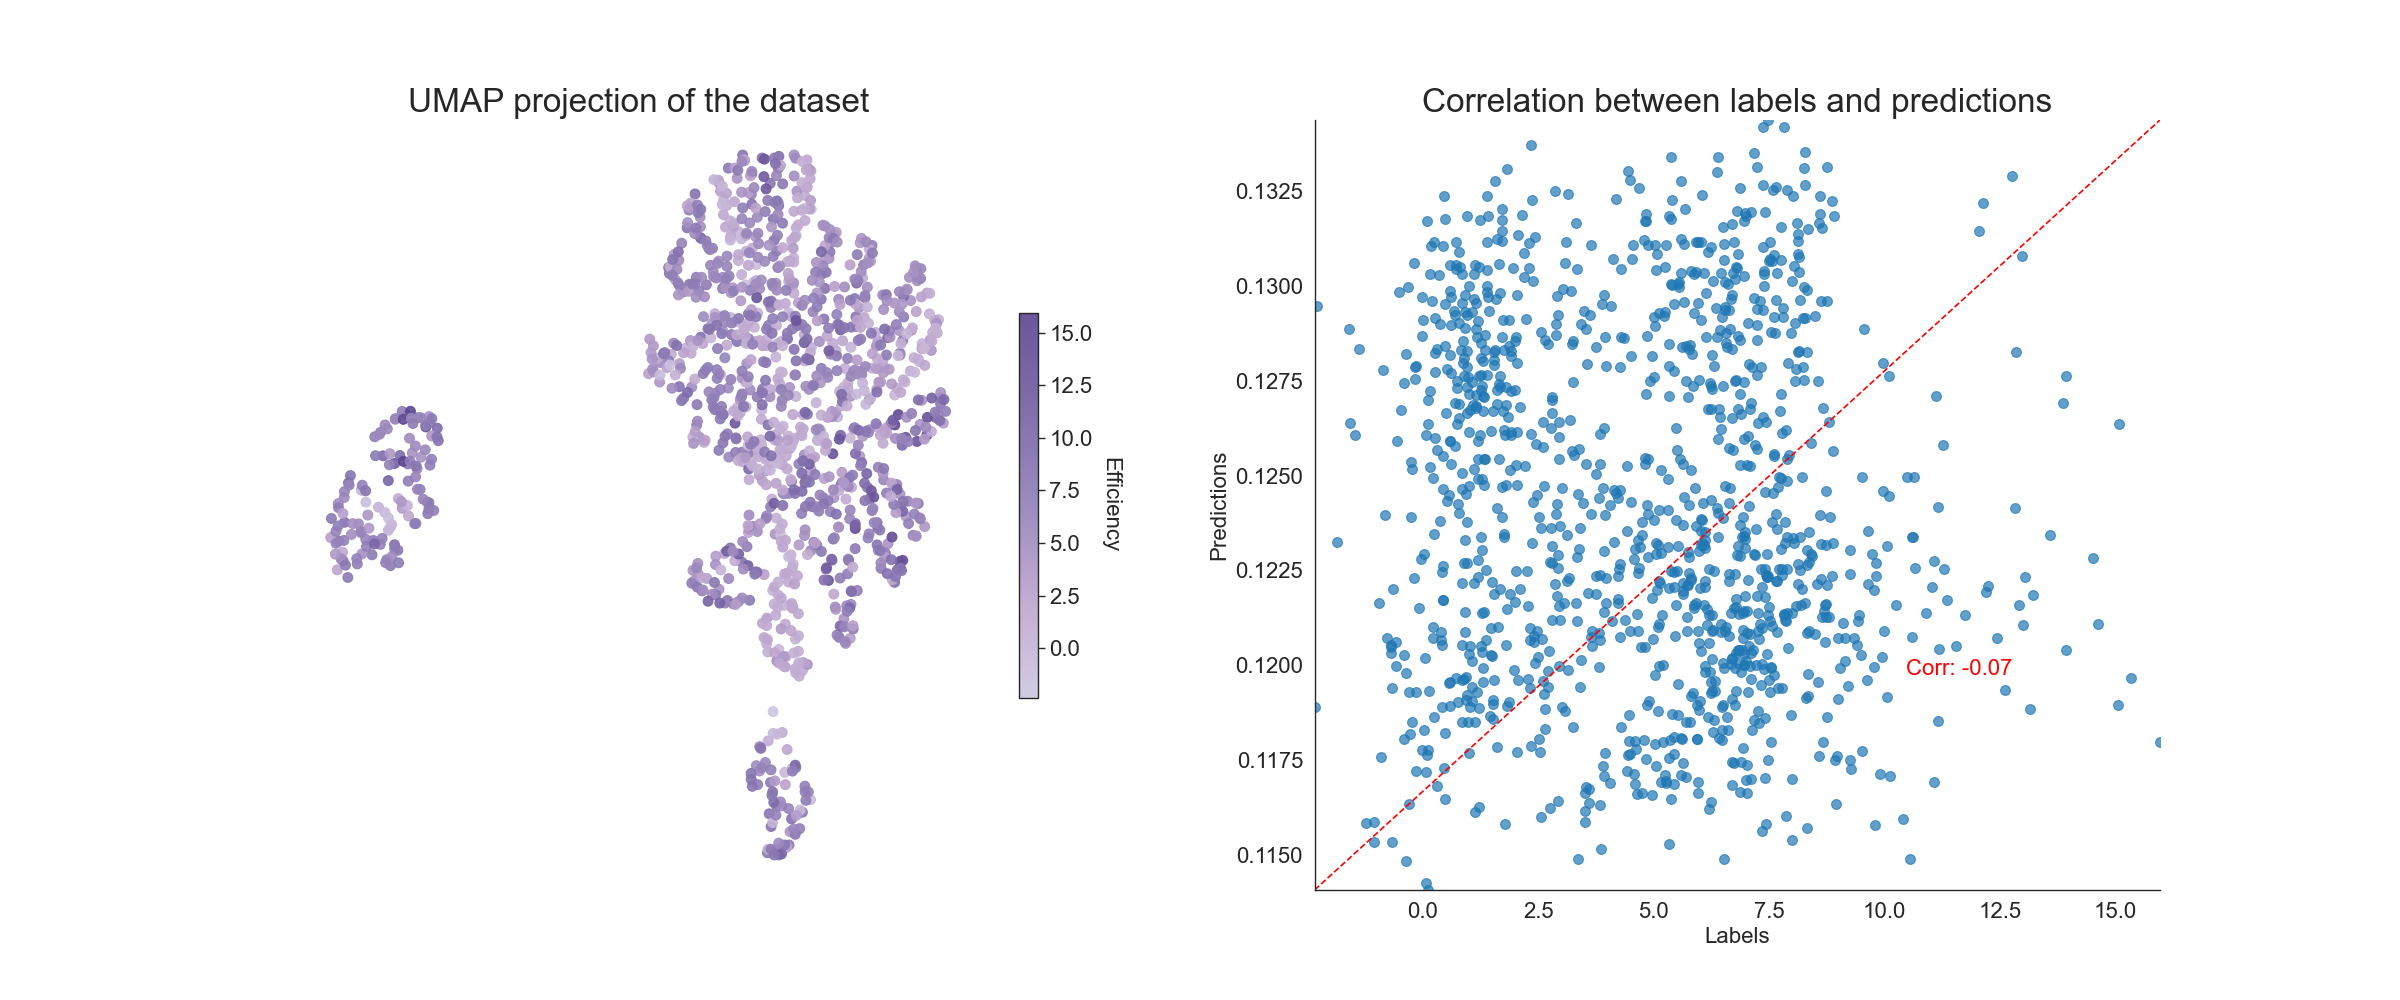 UMAP projection of the dataset
15.0
12.5
10.0
7.5
5.0
2.5
0.0
Efficiency
Correlation between labels and predictions
0.1325
0.1300
0.1275
0.1250
0.1225
0.1200
0.1175
0.1150
Predictions
Corr: -0.07
0.0 2.5 5.0 7.5 10.0 12.5 15.0
Labels